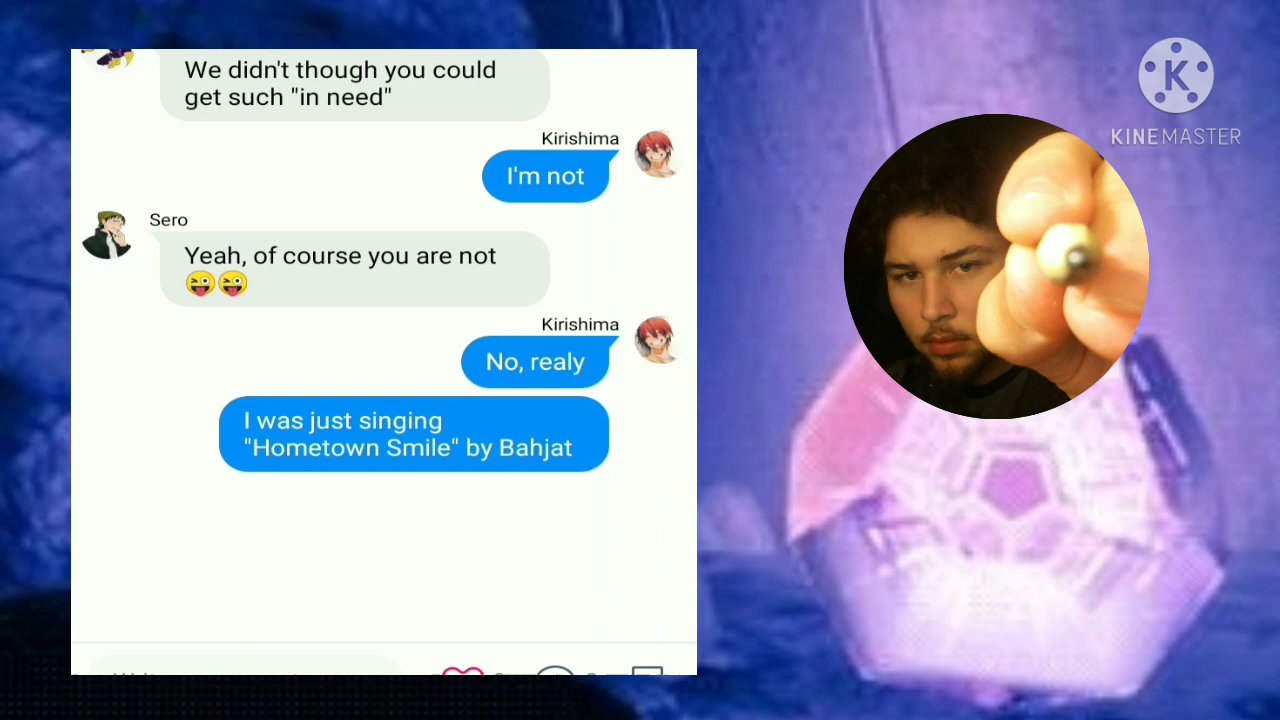 We didn't though you could
get such "in need"
Kirishima
I'm not
Sero
Yeah, of course you are not
😜😜
Kirishima
No, realy
I was just singing
"Hometown Smile" by Bahjat
K
KINEMASTER